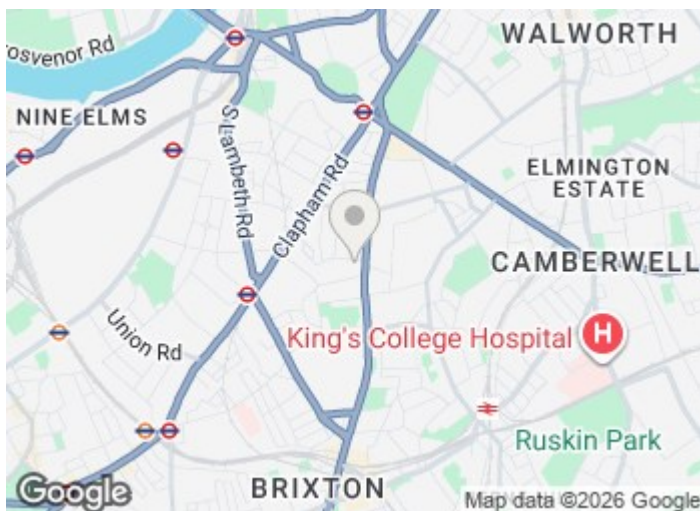 osvenor Rd
WALWORTH
NINE ELMS
S Lambeth Rd
Clapham Rd
ELMINGTON
ESTATE
CAMBERWELL
King's College Hospital
H
Union Rd
Ruskin Park
BRIXTON
Google
Map data ©2026 Google